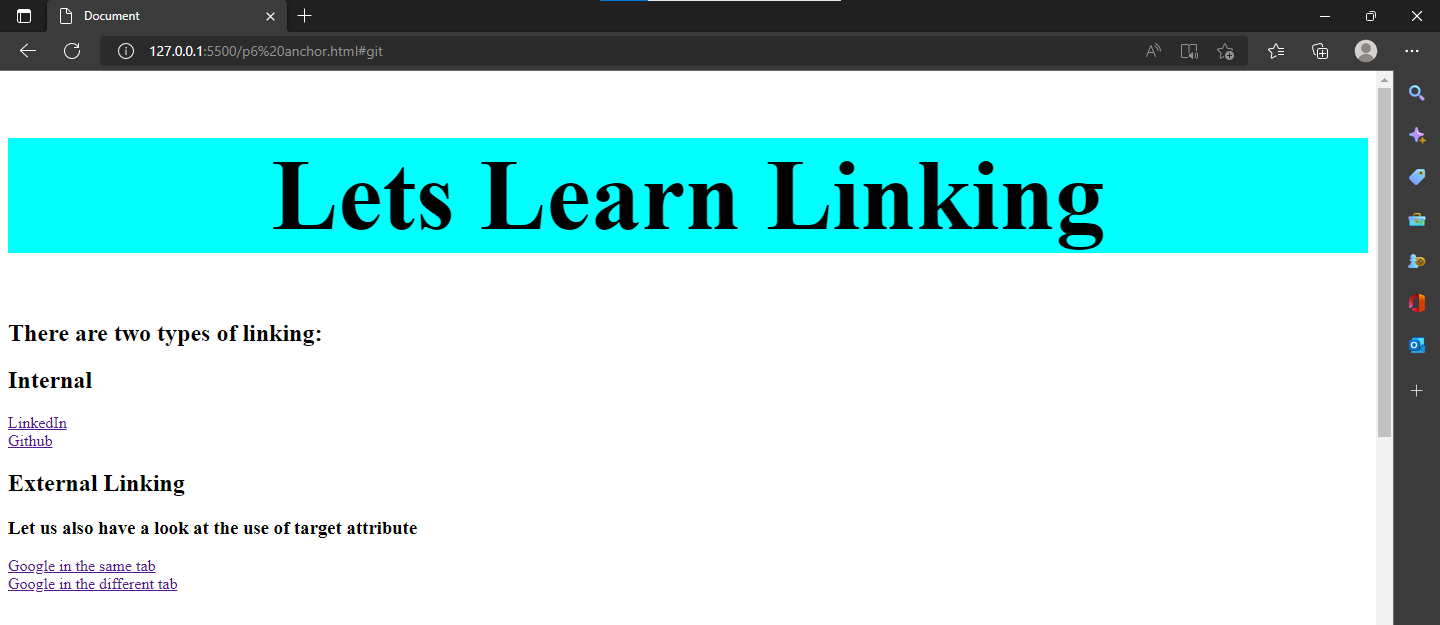 Document
127.0.0.1:5500/p6%20anchor.html#git
Lets Learn Linking
There are two types of linking:
Internal
LinkedIn
Github
External Linking
Let us also have a look at the use of target attribute
Google in the same tab
Google in the different tab